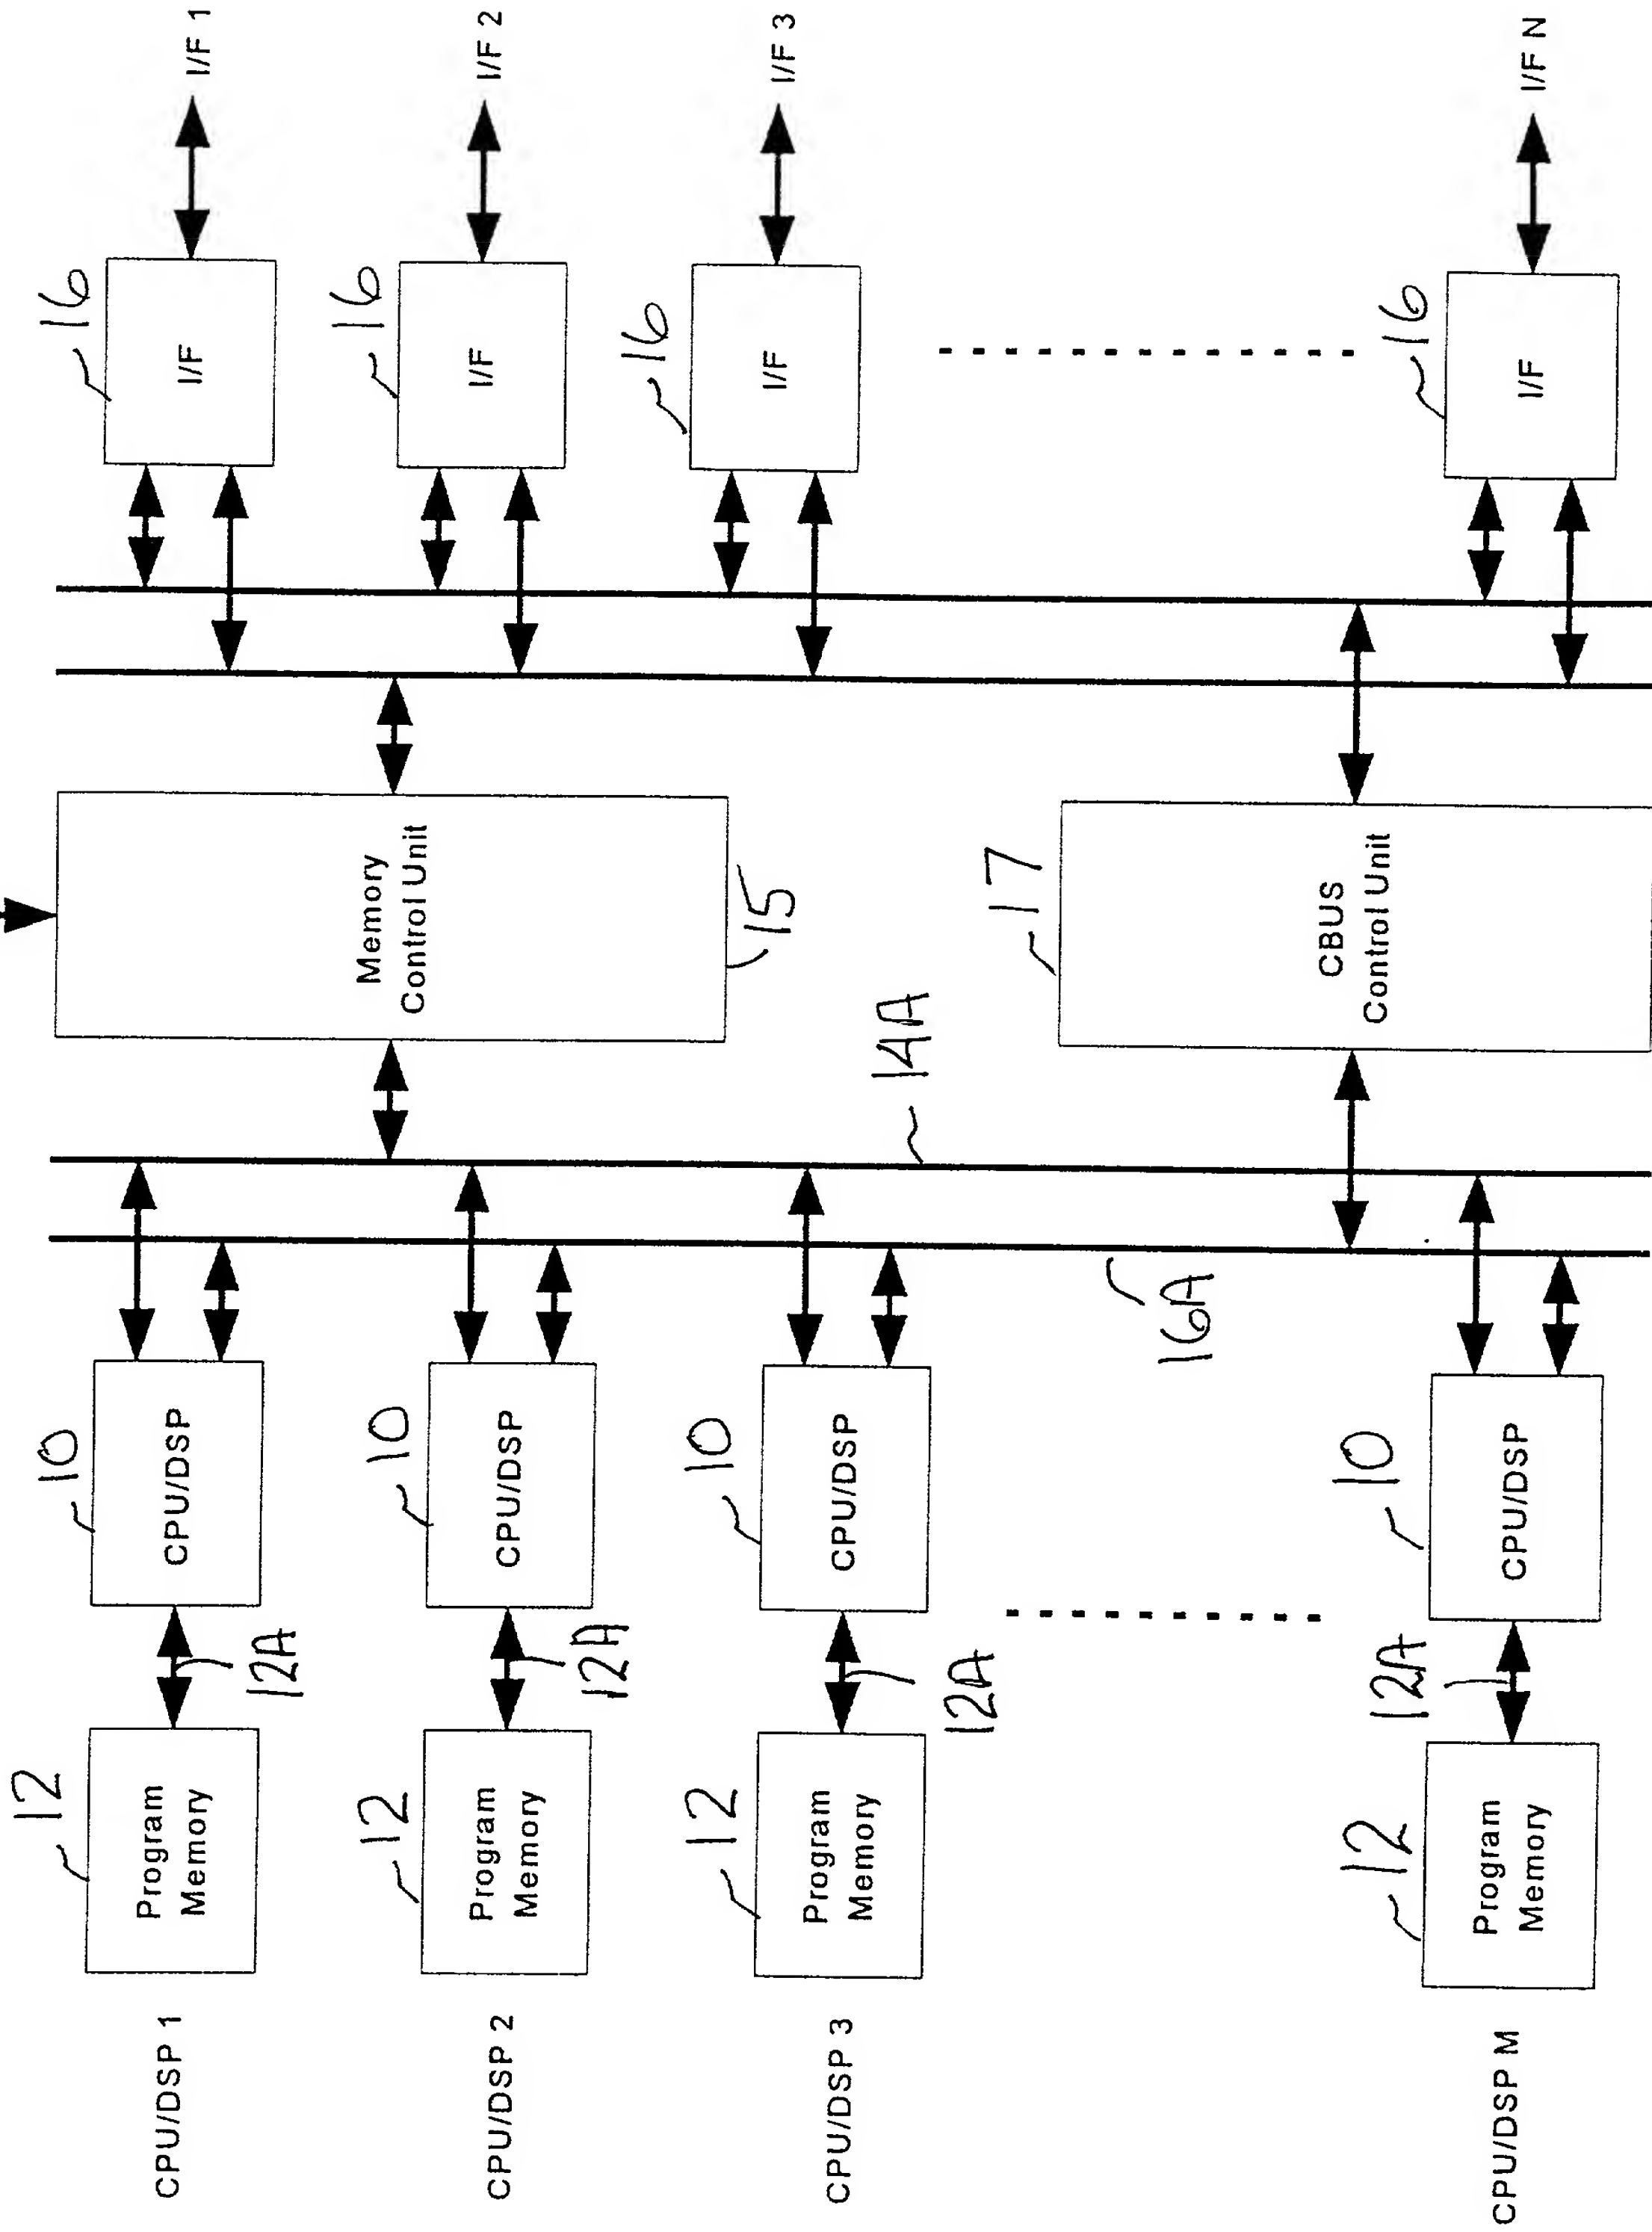 CPU/DSP 1
12
Program
Memory
12A
10
CPU/DSP
16
I/F
I/F 1
CPU/DSP 2
12
Program
Memory
12A
10
CPU/DSP
Memory
Control Unit
15
16
I/F
I/F 2
CPU/DSP 3
12
Program
Memory
12A
10
CPU/DSP
14A
16
I/F
I/F 3
16A
17
CBUS
Control Unit
CPU/DSP M
12
Program
Memory
12A
10
CPU/DSP
16
I/F
I/F N